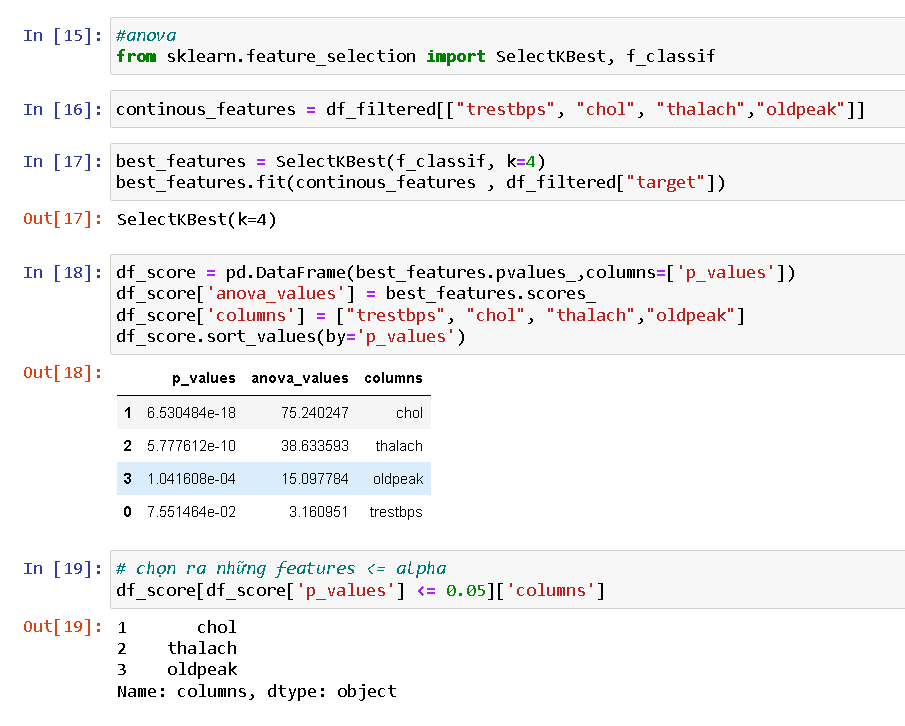 In [15]: #anova
from sklearn.feature_selection import SelectKBest, f_classif
In [16]: continous_features = df_filtered[["trestbps", "chol", "thalach","oldpeak"]]
In [17]: best_features = SelectKBest(f_classif, k=4)
best_features.fit(continous_features , df_filtered["target"])
Out[17]: SelectKBest(k=4)
In [18]: df_score = pd.DataFrame(best_features.pvalues_,columns=['p_values'])
df_score['anova_values'] = best_features.scores_
df_score['columns'] = ["trestbps", "chol", "thalach","oldpeak"]
df_score.sort_values(by='p_values')
Out[18]:
p_values anova_values columns
1 6.530484e-18 75.240247 chol
2 5.777612e-10 38.633593 thalach
3 1.041608e-04 15.097784 oldpeak
0 7.551464e-02 3.160951 trestbps
In [19]: # chọn ra những features <= alpha
df_score[df_score['p_values'] <= 0.05]['columns']
Out[19]: 1 chol
2 thalach
3 oldpeak
Name: columns, dtype: object